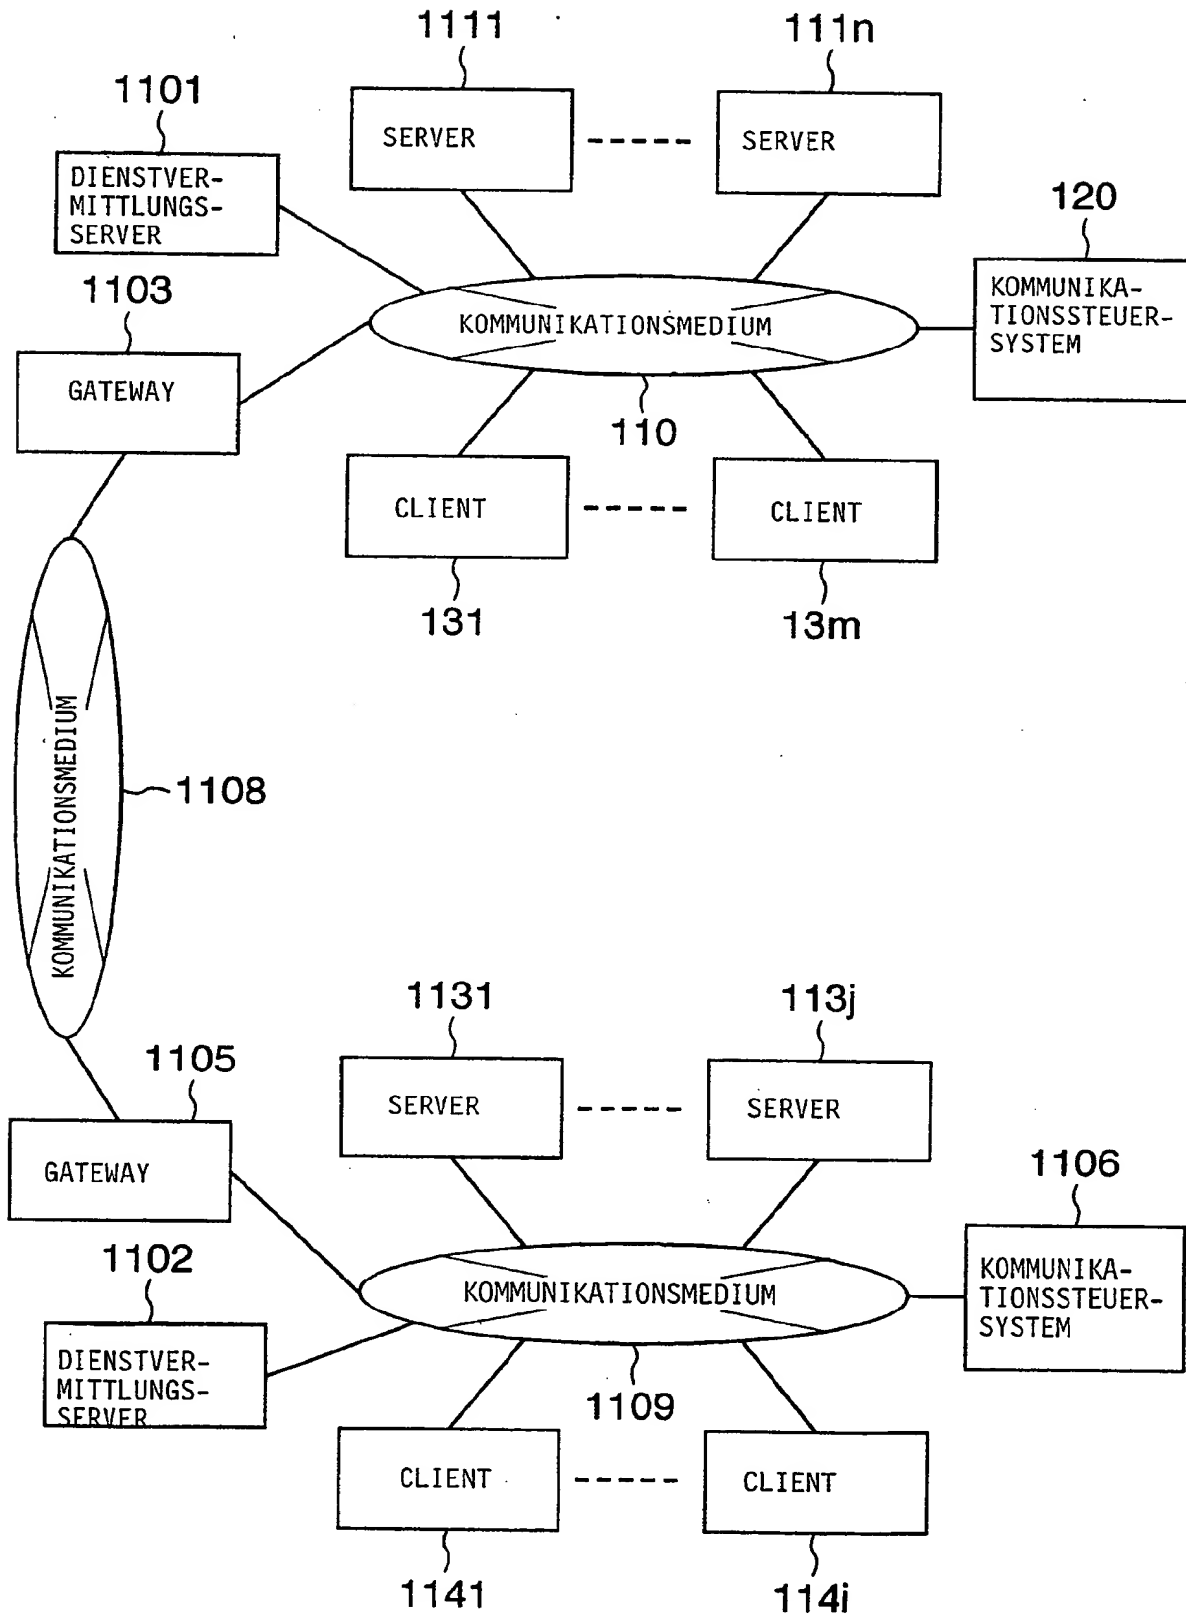 1111
111n
1101
SERVER
SERVER
DIENSTVER-
MITTLUNGS-
SERVER
120
1103
KOMMUNIKA-
TIONSSTEUER-
SYSTEM
KOMMUNIKATIONSMEDIUM
GATEWAY
110
CLIENT
CLIENT
131
13m
KOMMUNIKATIONSMEDIUM
1108
1131
113j
1105
SERVER
SERVER
GATEWAY
1106
1102
KOMMUNIKA-
TIONSSTEUER-
SYSTEM
KOMMUNIKATIONSMEDIUM
DIENSTVER-
MITTLUNGS-
SERVER
1109
CLIENT
CLIENT
1141
114i